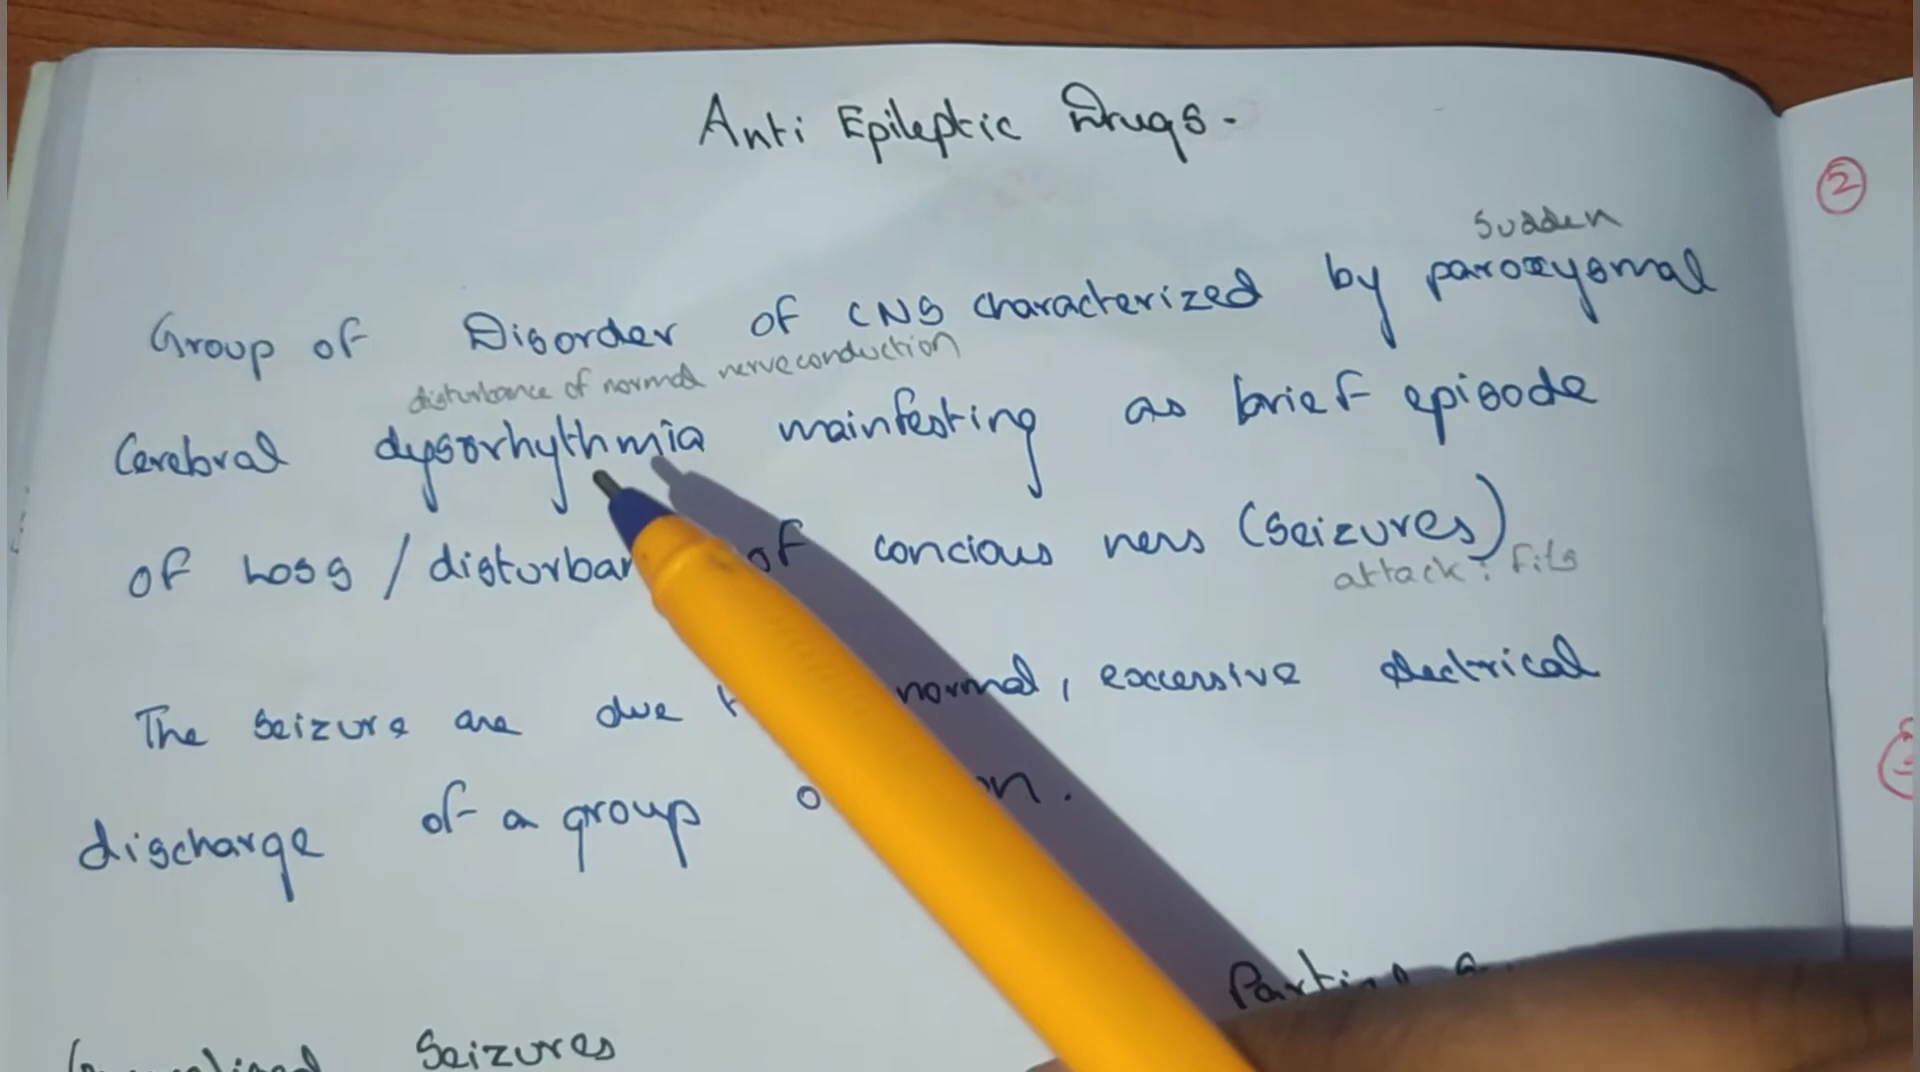 Anti Epileptic Drugs.
②
Sudden
Group of Disorder of CNS characterized by paroxysmal
disturbance of normal nerve conduction
Cerebral dysorhythmia mainfesting as brief episode
of Loss / disturban of concious ness (Seizures)
attack: fits
The seizure are due normal, excessive electrical
discharge of a group
Seizures